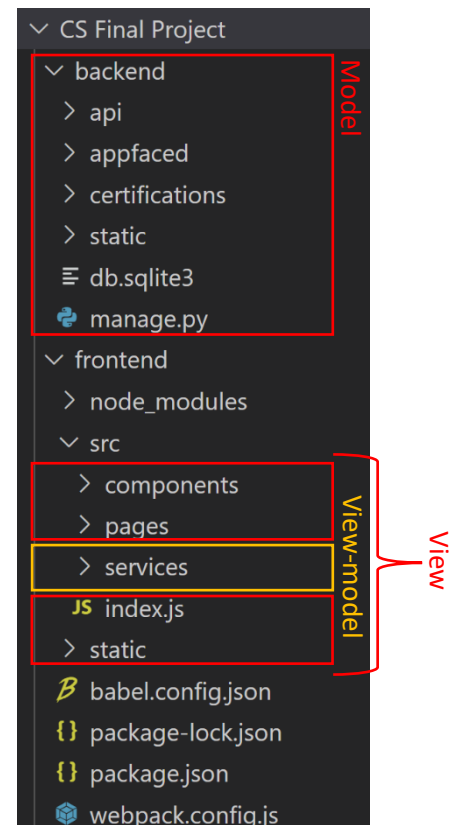 CS Final Project
backend
api
appfaced
certifications
static
db.sqlite3
manage.py
Model
frontend
node_modules
src
components
pages
services
JS index.js
static
View-model
View
B babel.config.json
{} package-lock.json
{} package.json
webpack.config.js